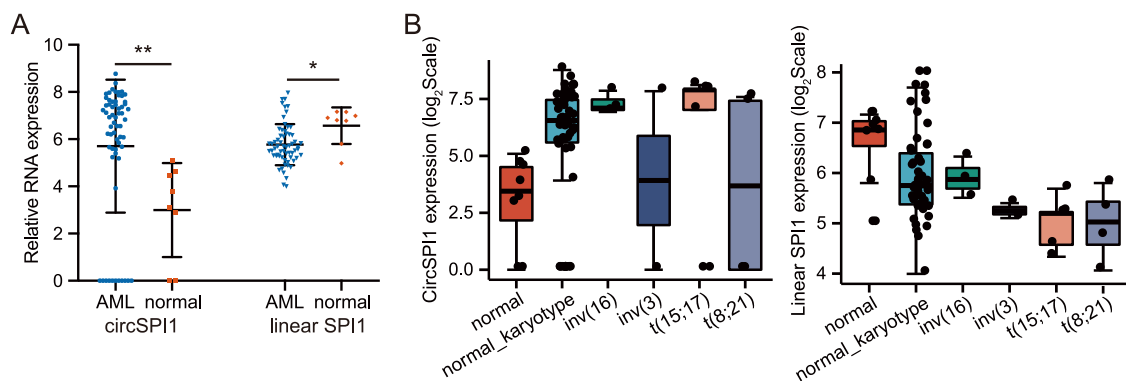 A
Relative RNA expression
10
8
6
4
2
0
**
*
AML normal
circSPI1
AML normal
linear SPI1
B
CircSPI1 expression (log₂Scale)
7.5
5.0
2.5
0.0
normal
normal_karyotype
inv(16)
inv(3)
t(15;17)
t(8;21)
Linear SPI1 expression (log₂Scale)
8
7
6
5
4
normal
normal_karyotype
inv(16)
inv(3)
t(15;17)
t(8;21)